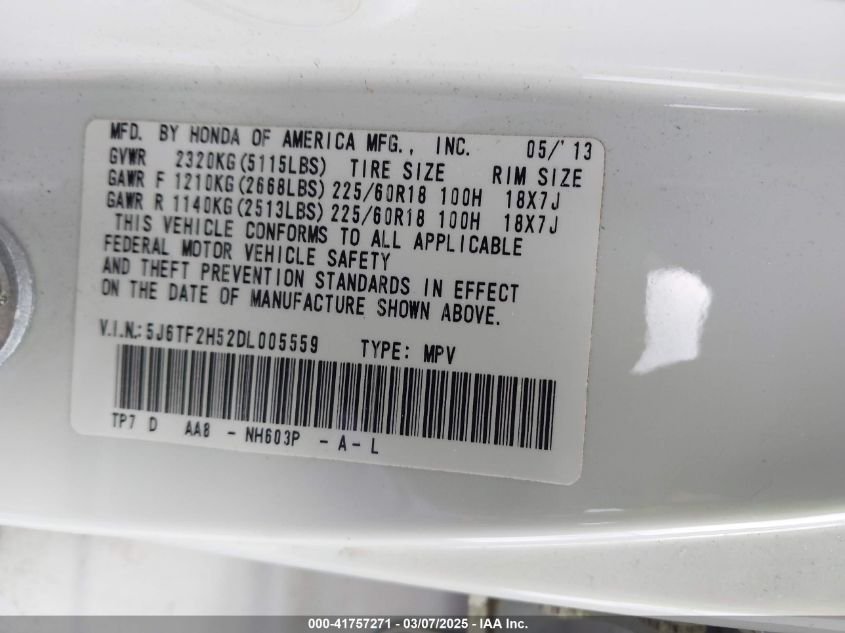 MFD. BY HONDA OF AMERICA MFG., INC. 05/'13
GVWR 2320KG(5115LBS) TIRE SIZE RIM SIZE
GAWR F 1210KG(2668LBS) 225/60R18 100H 18X7J
GAWR R 1140KG(2513LBS) 225/60R18 100H 18X7J
THIS VEHICLE CONFORMS TO ALL APPLICABLE
FEDERAL MOTOR VEHICLE SAFETY
AND THEFT PREVENTION STANDARDS IN EFFECT
ON THE DATE OF MANUFACTURE SHOWN ABOVE.
V.I.N.: 5J6TF2H52DL005559 TYPE: MPV
TP7 D AA8 - NH603P - A - L
000-41757271 - 03/07/2025 - IAA Inc.